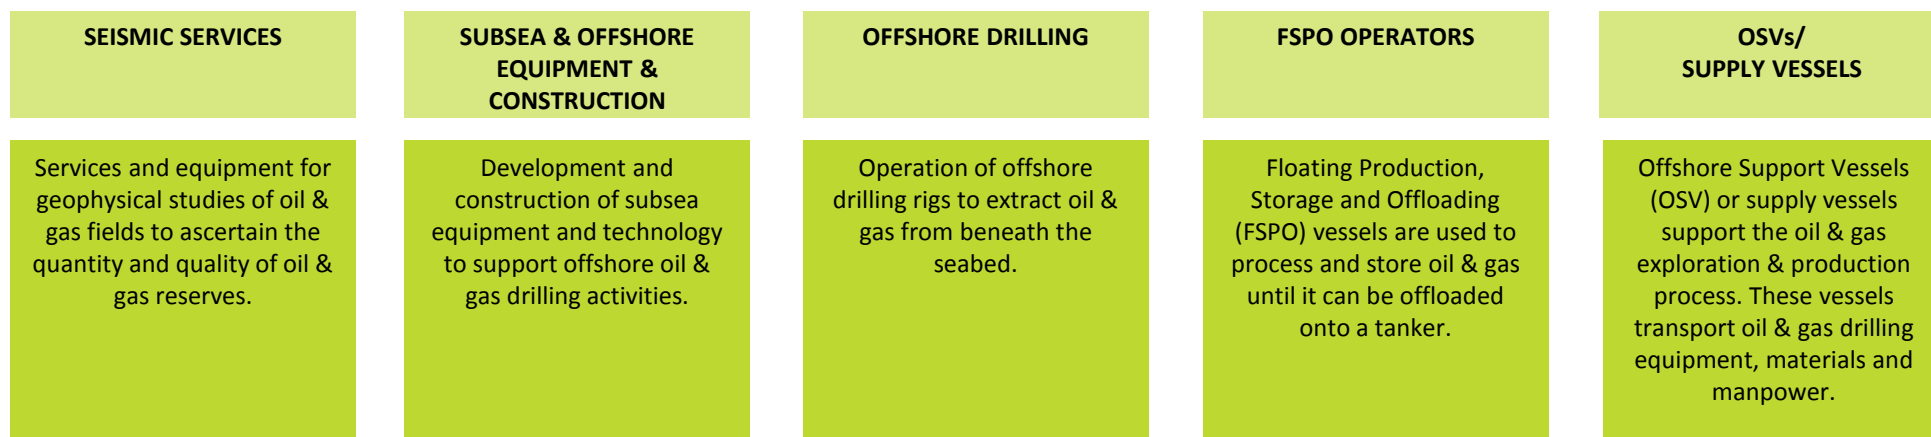 SEISMIC SERVICES
Services and equipment for
geophysical studies of oil &
gas fields to ascertain the
quantity and quality of oil &
gas reserves.
SUBSEA & OFFSHORE
EQUIPMENT &
CONSTRUCTION
Development and
construction of subsea
equipment and technology
to support offshore oil &
gas drilling activities.
OFFSHORE DRILLING
Operation of offshore
drilling rigs to extract oil &
gas from beneath the
seabed.
FSPO OPERATORS
Floating Production,
Storage and Offloading
(FSPO) vessels are used to
process and store oil & gas
until it can be offloaded
onto a tanker.
OSVs/
SUPPLY VESSELS
Offshore Support Vessels
(OSV) or supply vessels
support the oil & gas
exploration & production
process. These vessels
transport oil & gas drilling
equipment, materials and
manpower.